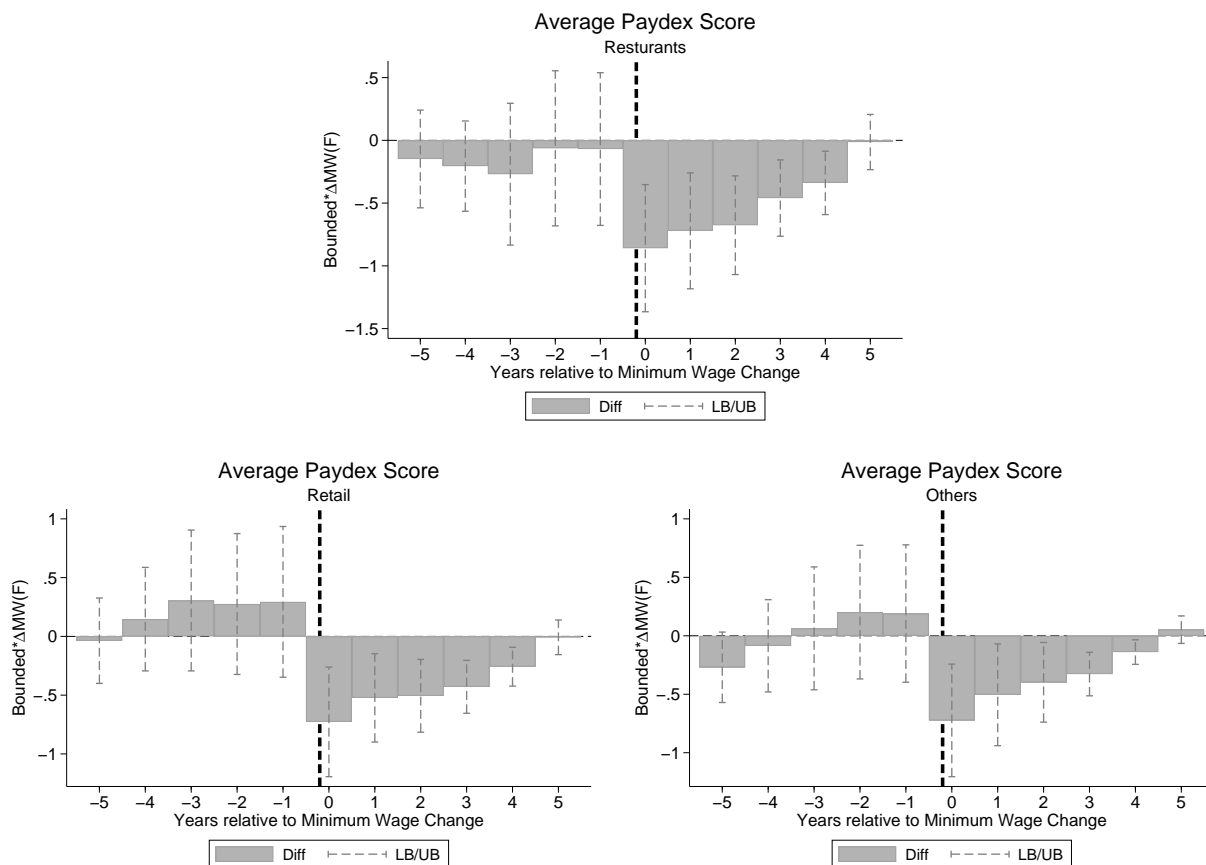 Average Paydex Score
Resturants
Bounded*ΔMW(F)
.5
0
−.5
−1
−1.5
−5 −4 −3 −2 −1 0 1 2 3 4 5
Years relative to Minimum Wage Change
Diff LB/UB
Average Paydex Score
Retail
Bounded*ΔMW(F)
1
.5
0
−.5
−1
−5 −4 −3 −2 −1 0 1 2 3 4 5
Years relative to Minimum Wage Change
Diff LB/UB
Average Paydex Score
Others
Bounded*ΔMW(F)
1
.5
0
−.5
−1
−5 −4 −3 −2 −1 0 1 2 3 4 5
Years relative to Minimum Wage Change
Diff LB/UB